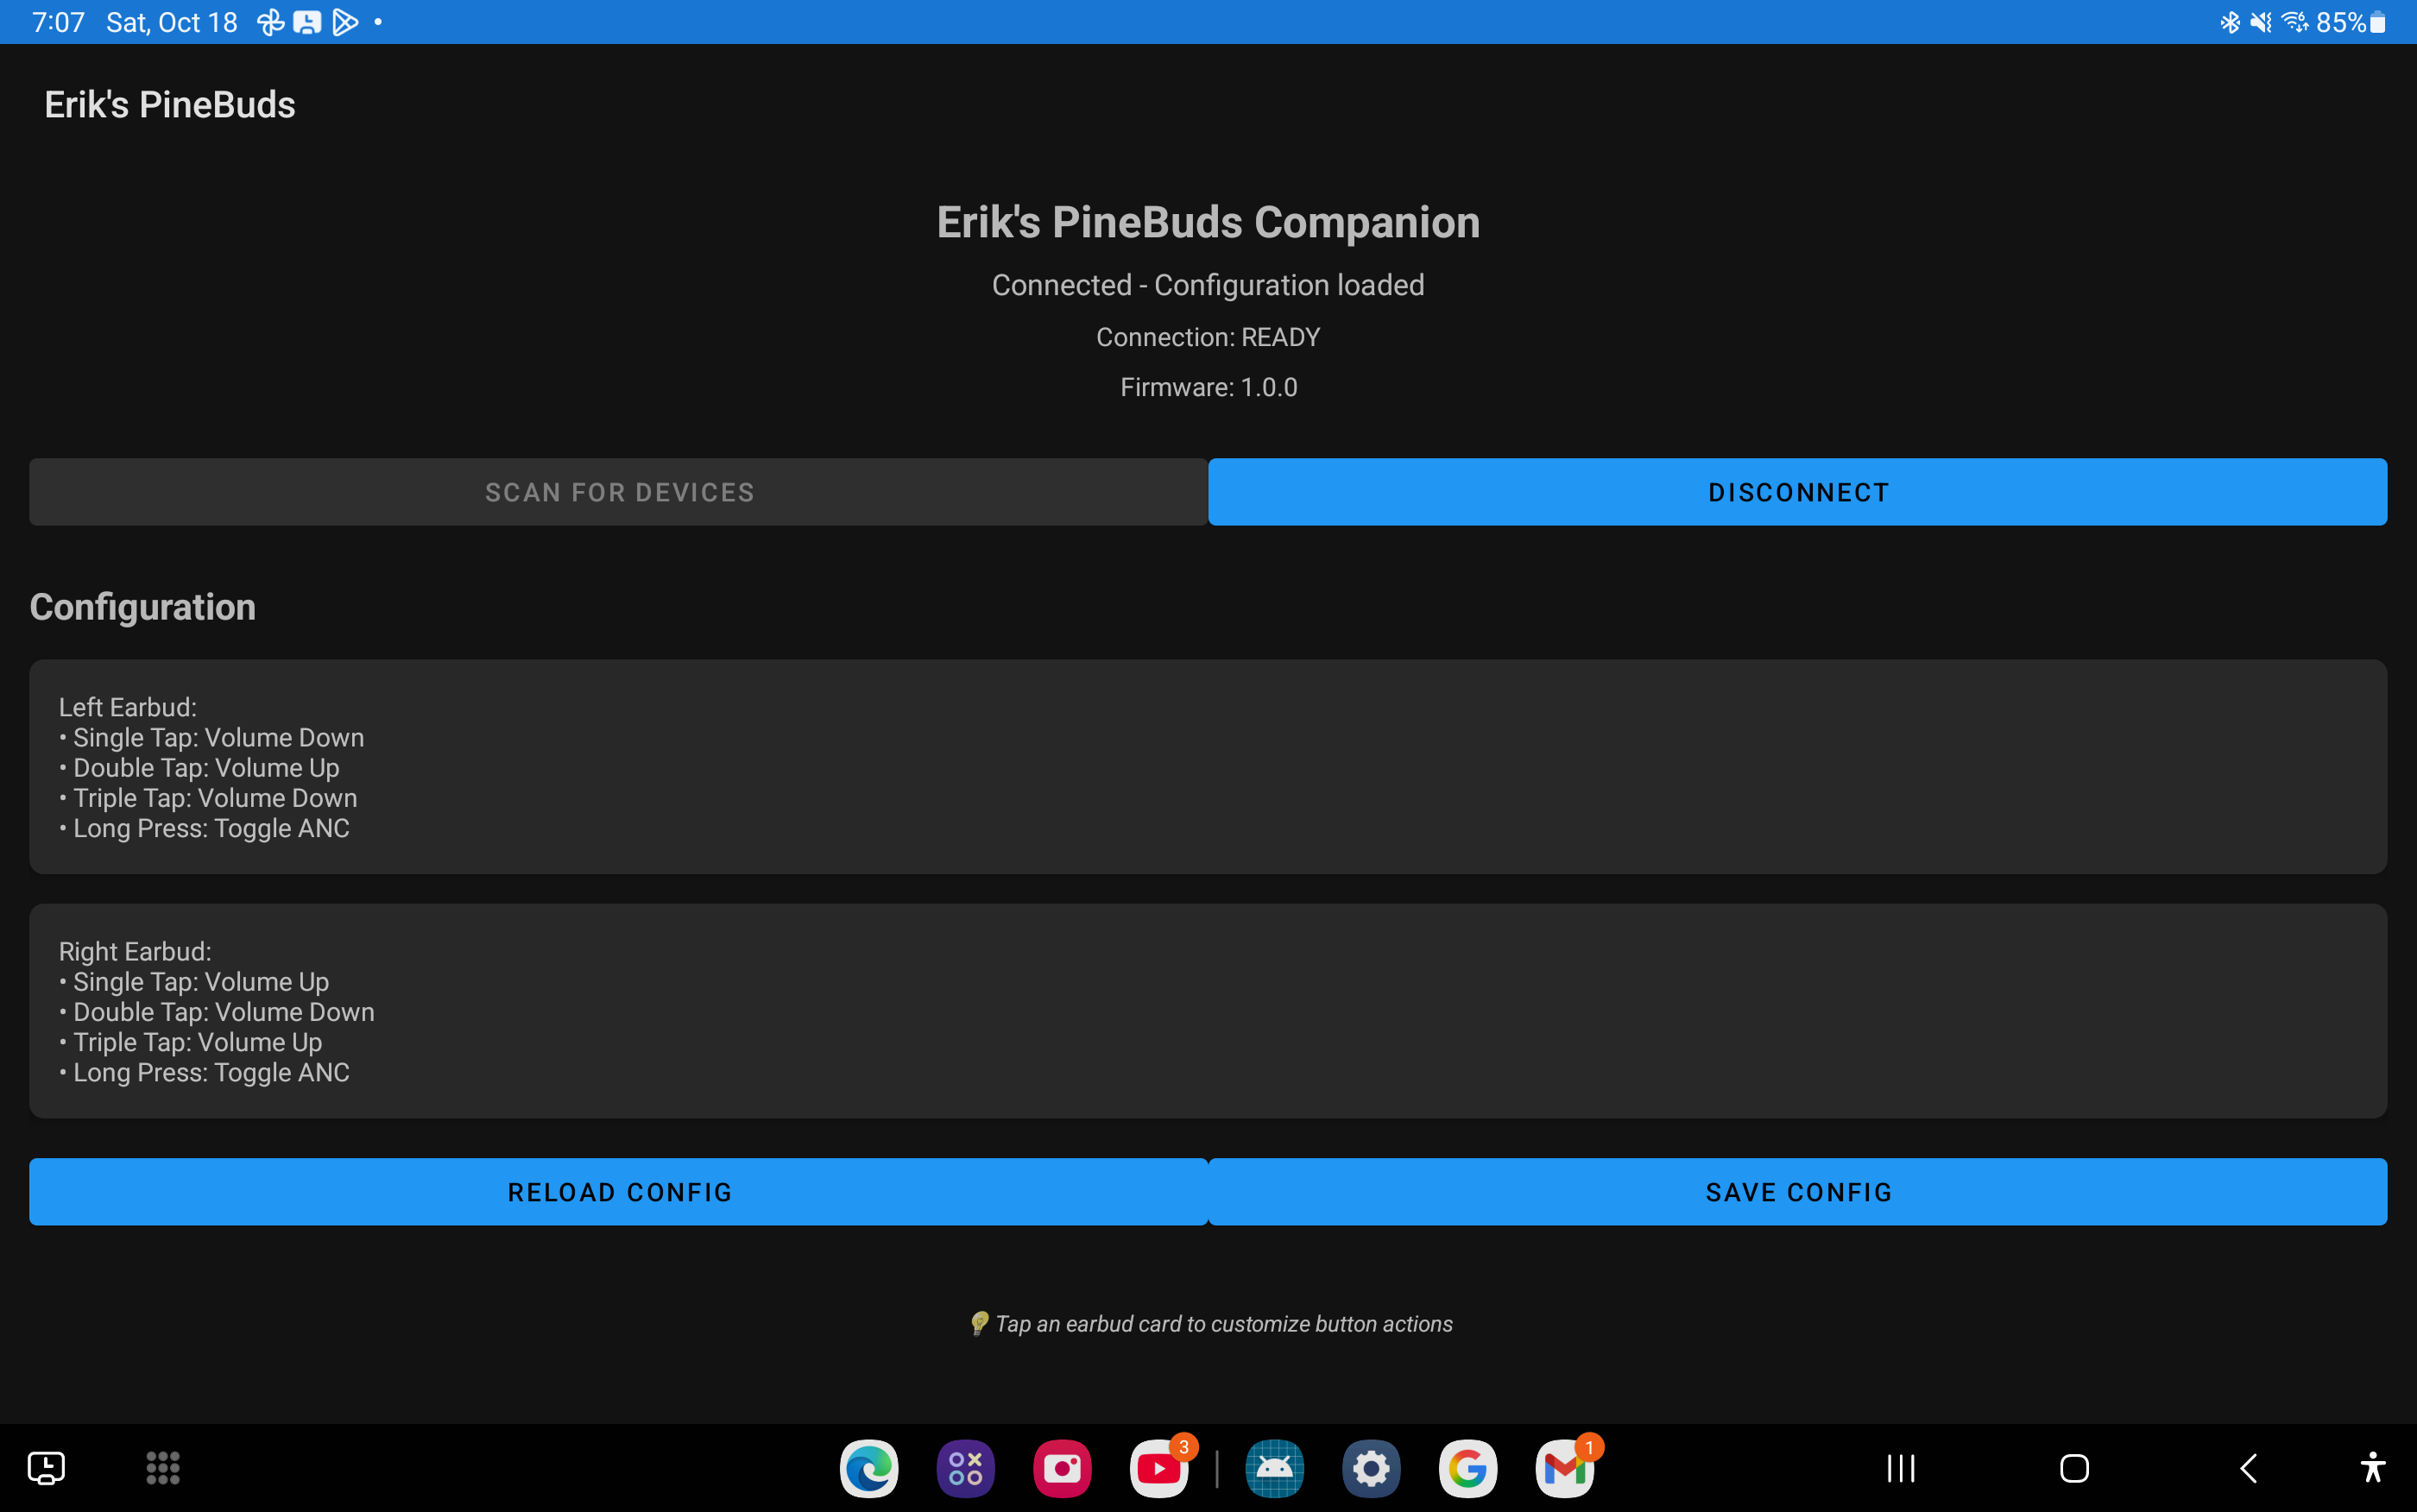 7:07 Sat, Oct 18
85%
Erik's PineBuds
Erik's PineBuds Companion
Connected - Configuration loaded
Connection: READY
Firmware: 1.0.0
SCAN FOR DEVICES
DISCONNECT
Configuration
Left Earbud:
• Single Tap: Volume Down
• Double Tap: Volume Up
• Triple Tap: Volume Down
• Long Press: Toggle ANC
Right Earbud:
• Single Tap: Volume Up
• Double Tap: Volume Down
• Triple Tap: Volume Up
• Long Press: Toggle ANC
RELOAD CONFIG
SAVE CONFIG
💡 Tap an earbud card to customize button actions
3
1